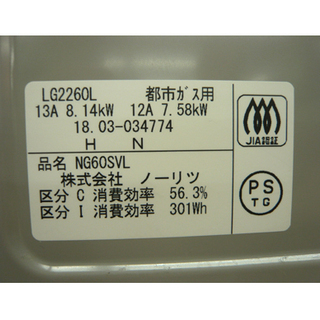 LG2260L 都市ガス用
13A 8.14kW 12A 7.58kW
18.03-034774
H N
JIA認証
品名 NG60SVL
株式会社 ノーリツ
区分 C 消費効率 56.3%
区分 I 消費効率 301Wh
PS
TG